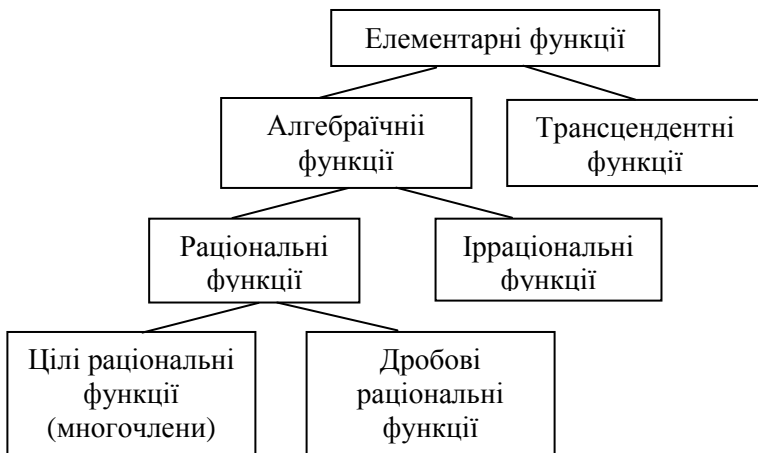 Елементарні функції
Алгебраїчніі
функції
Трансцендентні
функції
Раціональні
функції
Ірраціональні
функції
Цілі раціональні
функції
(многочлени)
Дробові
раціональні
функції